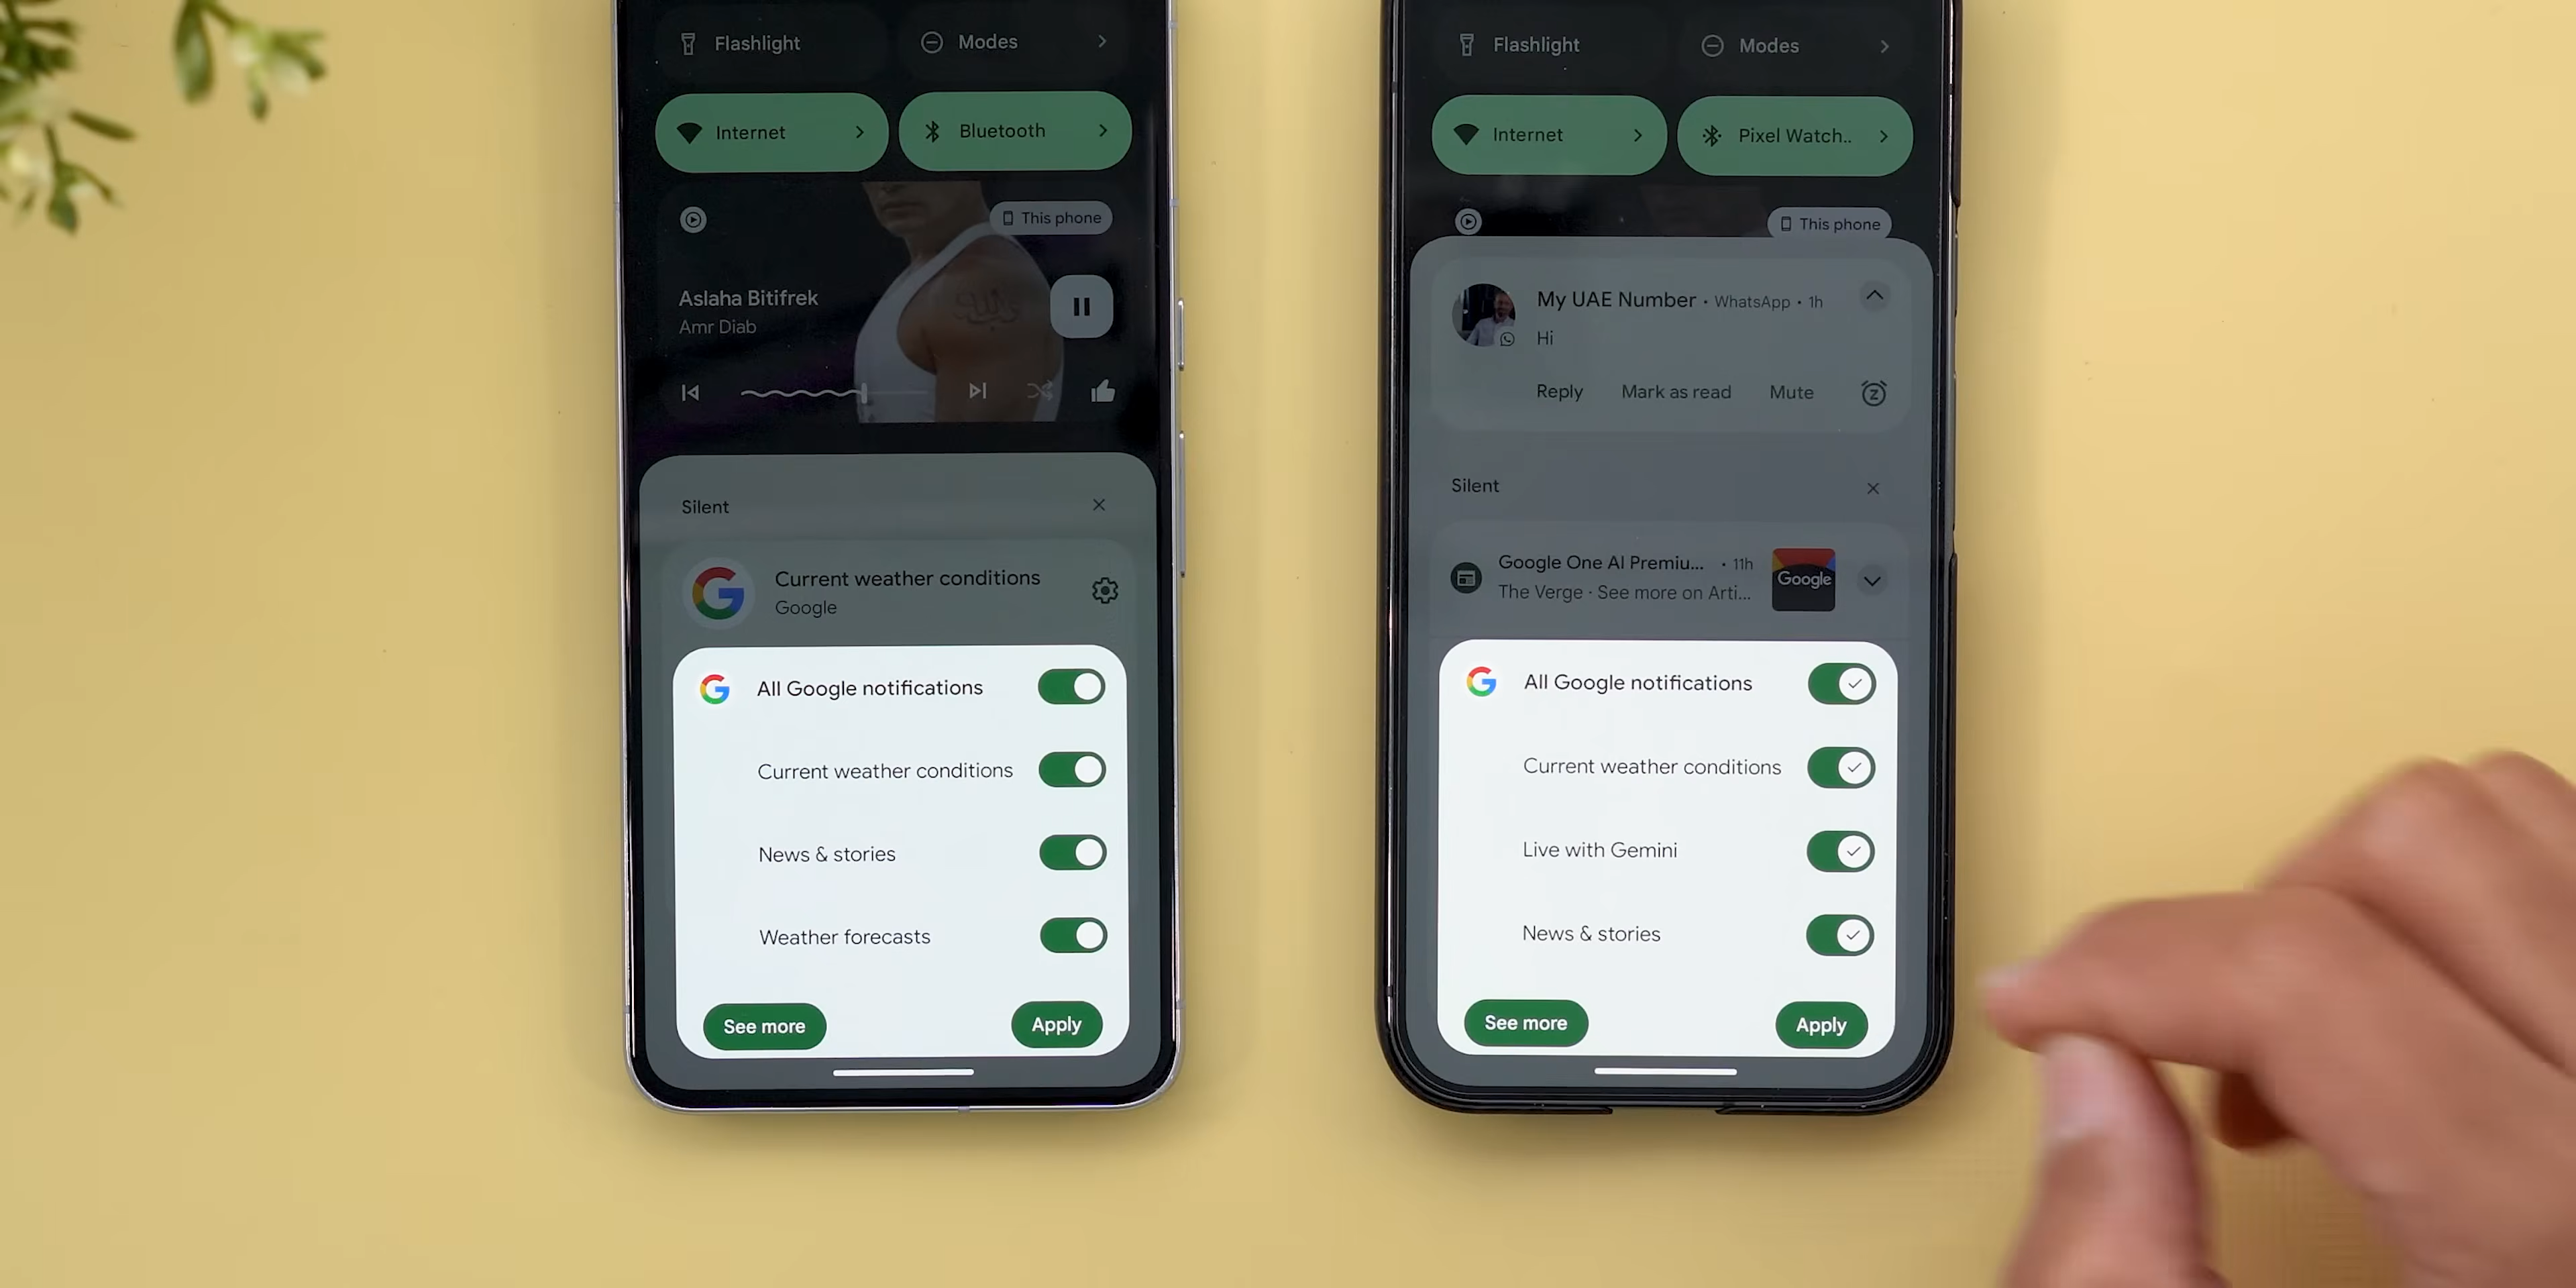 Flashlight
Modes
Internet
Bluetooth
This phone
Aslaha Bitifrek
Amr Diab
Silent
Current weather conditions
Google
All Google notifications
Current weather conditions
News & stories
Weather forecasts
See more
Apply
Flashlight
Modes
Internet
Pixel Watch..
This phone
My UAE Number • WhatsApp • 1h
Hi
Reply
Mark as read
Mute
Silent
Google One AI Premiu... • 11h
The Verge · See more on Arti...
Google
All Google notifications
Current weather conditions
Live with Gemini
News & stories
See more
Apply